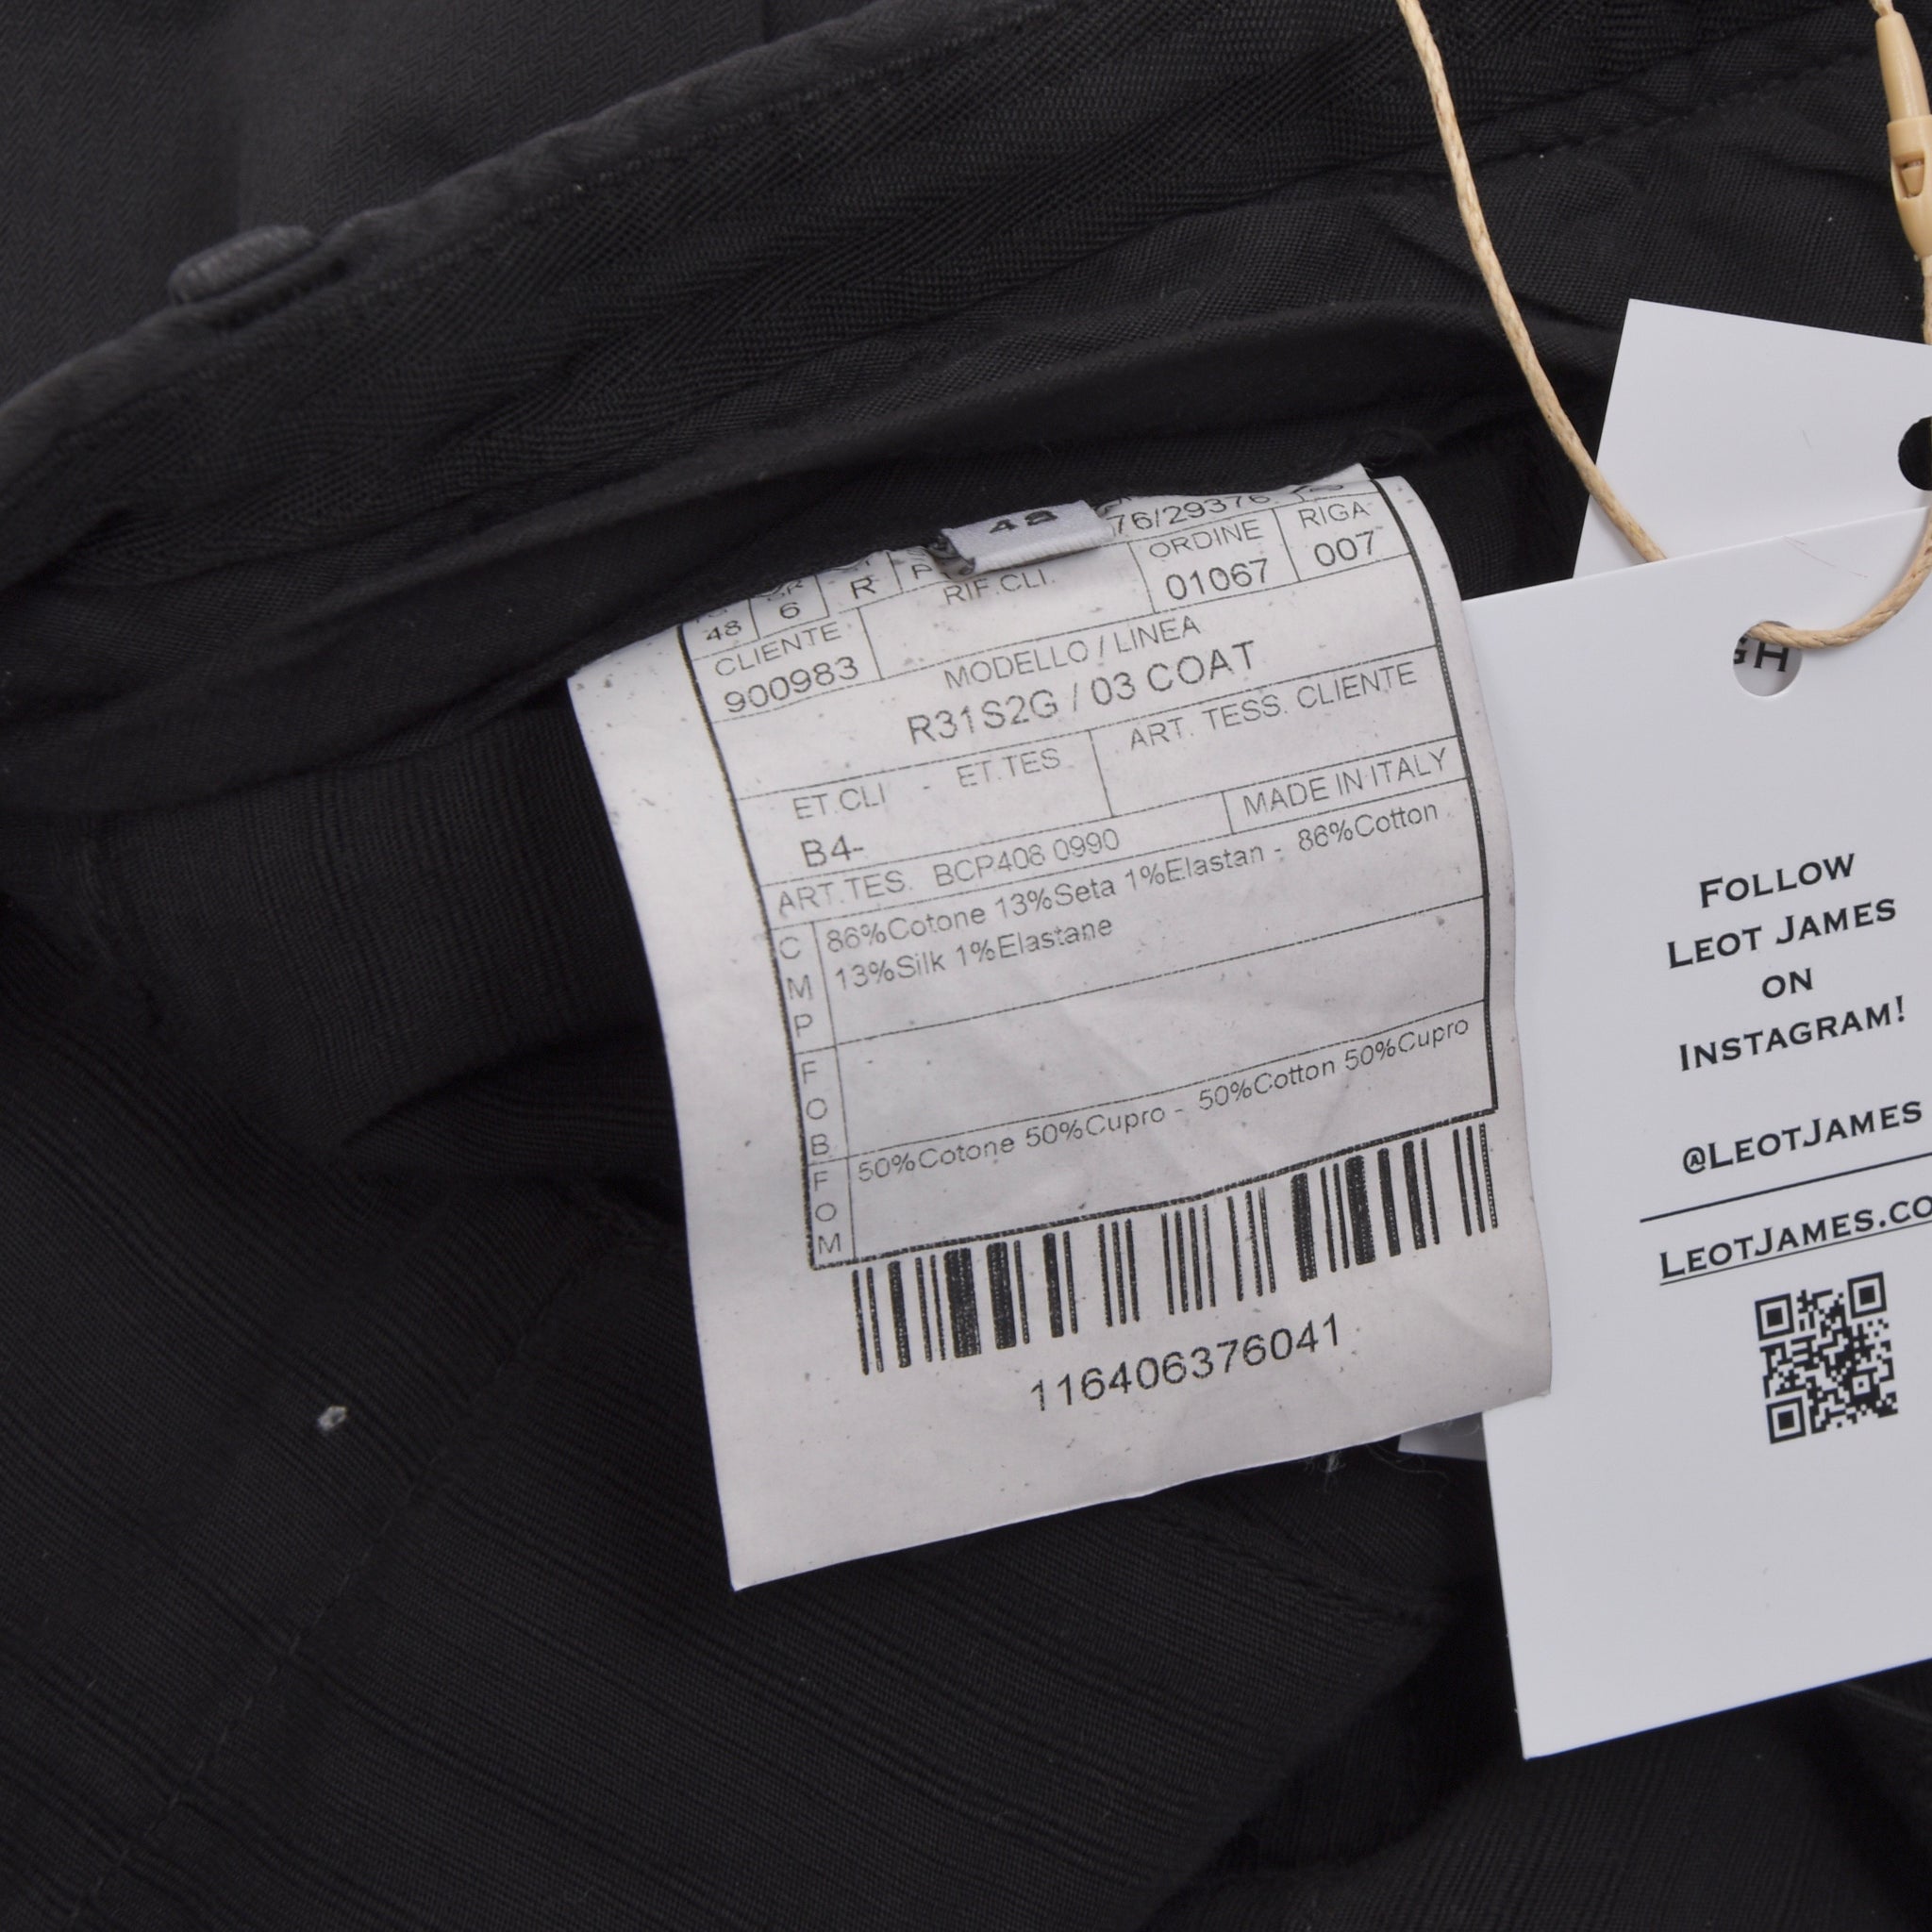 48
76/29376
48
6
R
P
RIF.CLI.
ORDINE
01067
RIGA
007
CLIENTE
900983
MODELLO / LINEA
R31S2G / 03 COAT
ET.CLI - ET.TES
B4-
ART. TESS. CLIENTE
ART.TES. BCP406 0990
MADE IN ITALY
CMP
86%Cotone 13%Seta 1%Elastan - 86%Cotton
13%Silk 1%Elastane
FOB
FOM
50%Cotone 50%Cupro - 50%Cotton 50%Cupro
116406376041
GH
FOLLOW
LEOT JAMES
ON
INSTAGRAM!
@LEOTJAMES
LEOTJAMES.CO